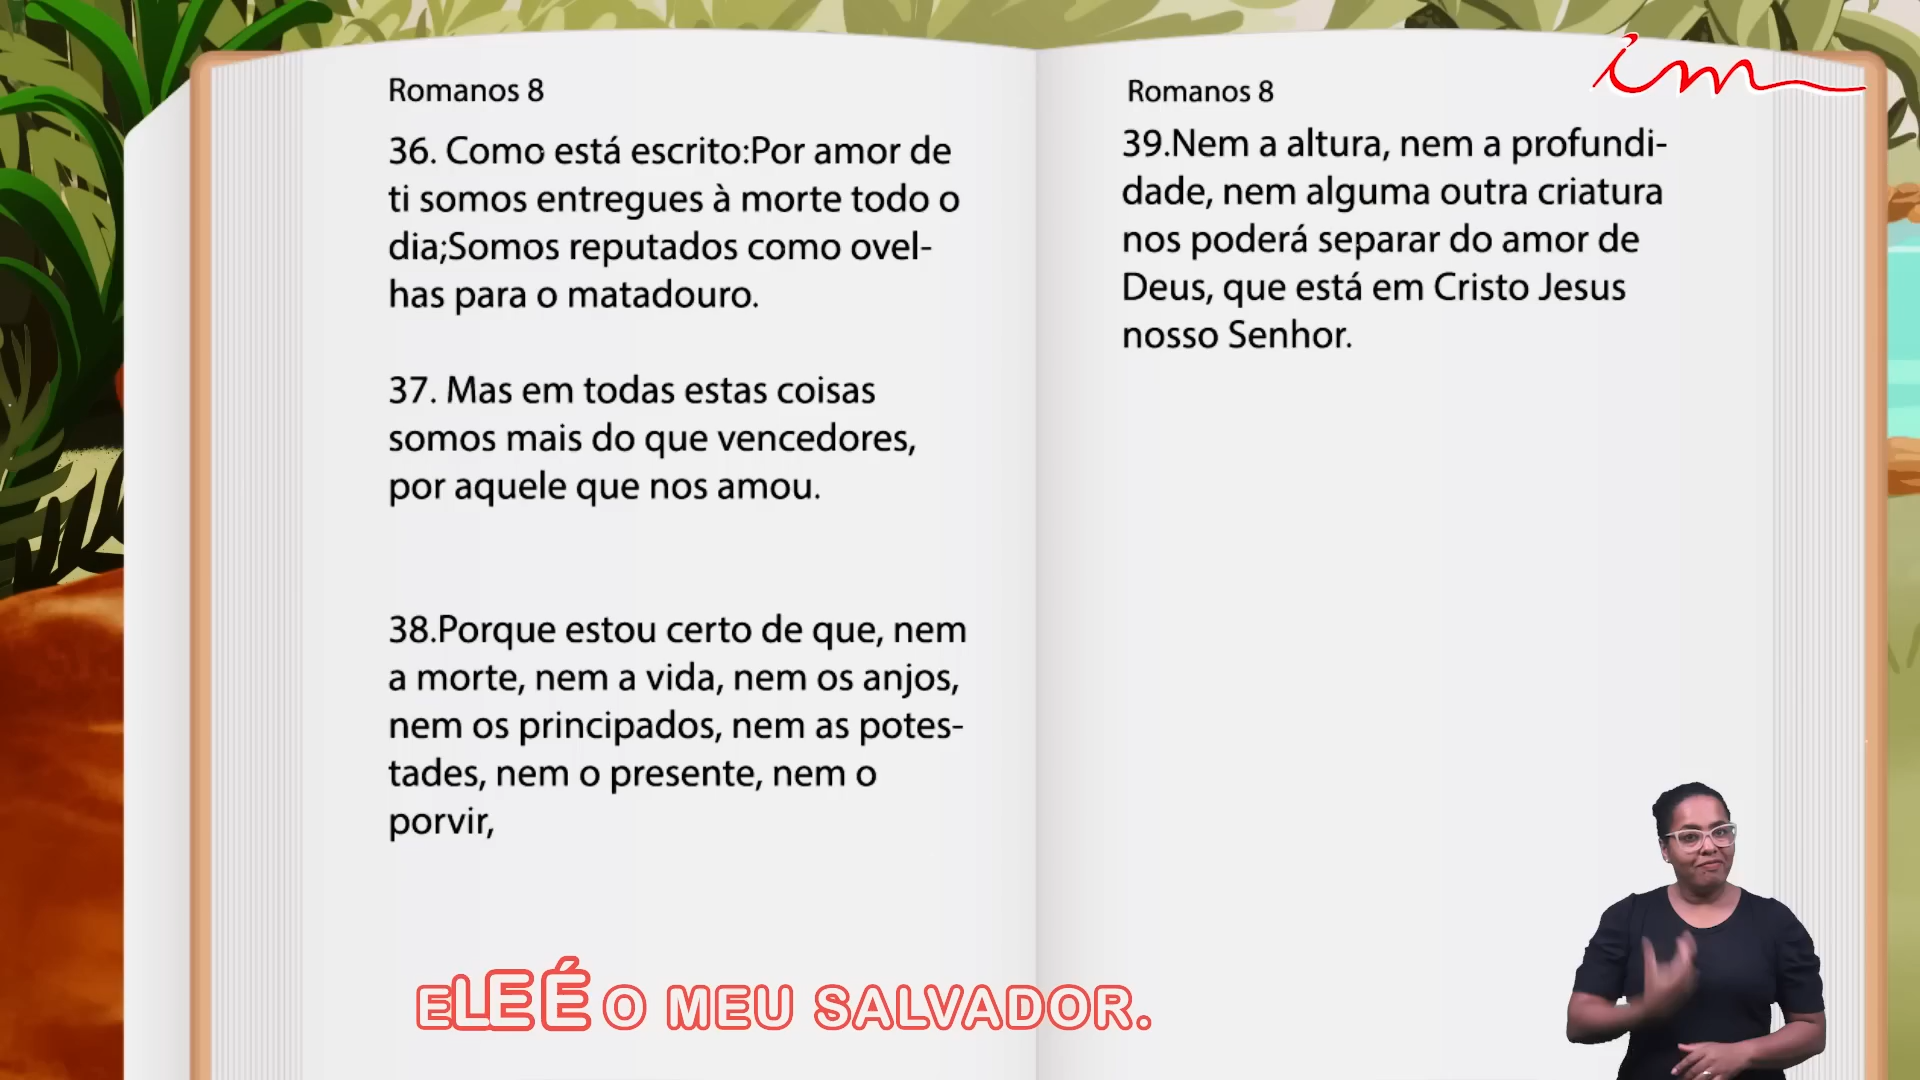 Romanos 8
36. Como está escrito:Por amor de
ti somos entregues à morte todo o
dia;Somos reputados como ovel-
has para o matadouro.
37. Mas em todas estas coisas
somos mais do que vencedores,
por aquele que nos amou.
38.Porque estou certo de que, nem
a morte, nem a vida, nem os anjos,
nem os principados, nem as potes-
tades, nem o presente, nem o
porvir,
Romanos 8
39.Nem a altura, nem a profundi-
dade, nem alguma outra criatura
nos poderá separar do amor de
Deus, que está em Cristo Jesus
nosso Senhor.
im
ELE É O MEU SALVADOR.